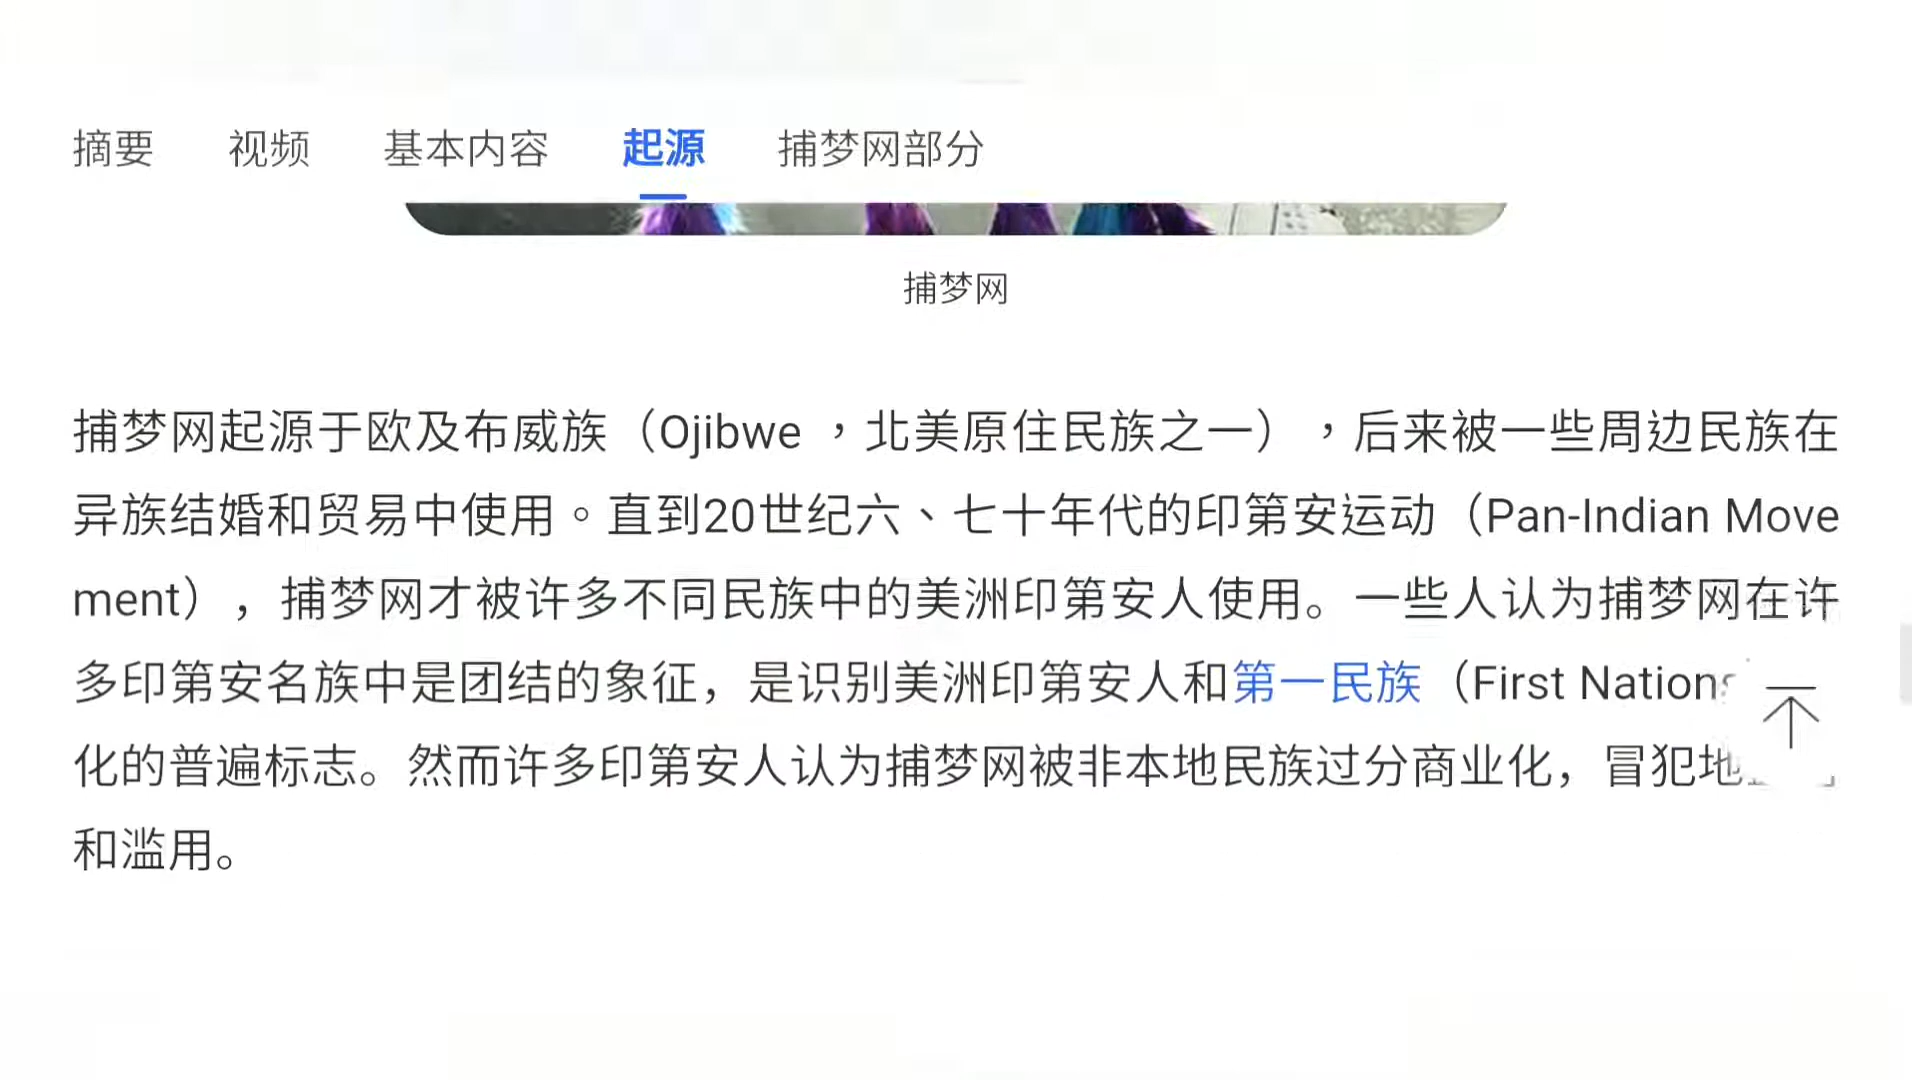 摘要 视频 基本内容 起源 捕梦网部分
捕梦网
捕梦网起源于欧及布威族（Ojibwe ，北美原住民族之一），后来被一些周边民族在
异族结婚和贸易中使用。直到20世纪六、七十年代的印第安运动（Pan-Indian Move
ment），捕梦网才被许多不同民族中的美洲印第安人使用。一些人认为捕梦网在许
多印第安名族中是团结的象征，是识别美洲印第安人和第一民族（First Nations
化的普遍标志。然而许多印第安人认为捕梦网被非本地民族过分商业化，冒犯地
和滥用。